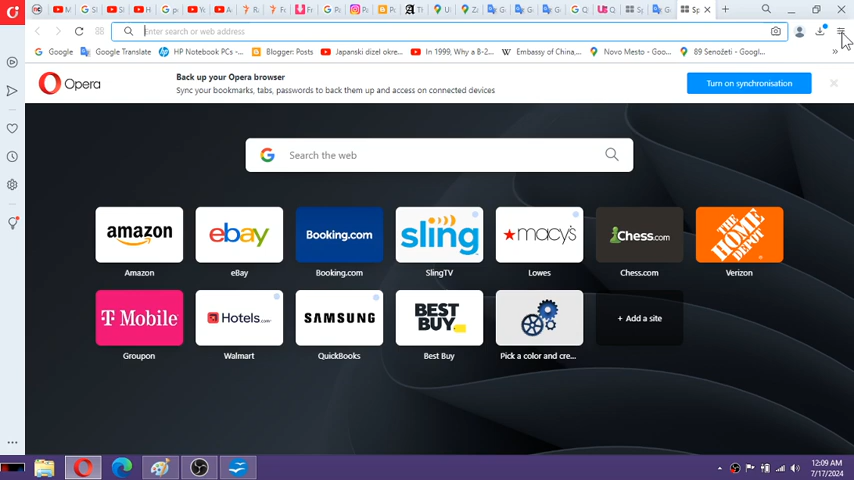 Enter search or web address
Google
Google Translate
HP Notebook PCs -...
Blogger: Posts
Japanski dizel okre...
In 1999, Why a B-2...
Embassy of China,...
Novo Mesto - Goo...
89 Senožeti - Googl...
»
Opera
Back up your Opera browser
Sync your bookmarks, tabs, passwords to back them up and access on connected devices
Turn on synchronisation
Search the web
amazon
ebay
Booking.com
sling
macy's
Chess.com
THE HOME DEPOT
Amazon
eBay
Booking.com
SlingTV
Lowes
Chess.com
Verizon
T Mobile
Hotels.com
SAMSUNG
BEST BUY
+ Add a site
Groupon
Walmart
QuickBooks
Best Buy
Pick a color and cre...
12:09 AM
7/17/2024